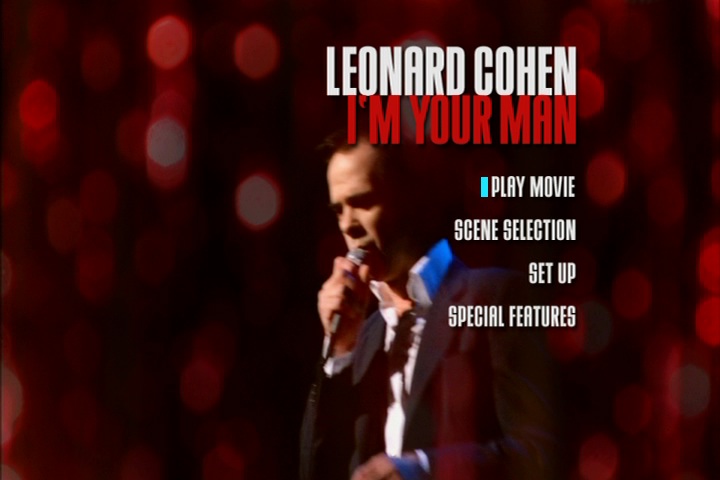 LEONARD COHEN
I'M YOUR MAN
PLAY MOVIE
SCENE SELECTION
SET UP
SPECIAL FEATURES